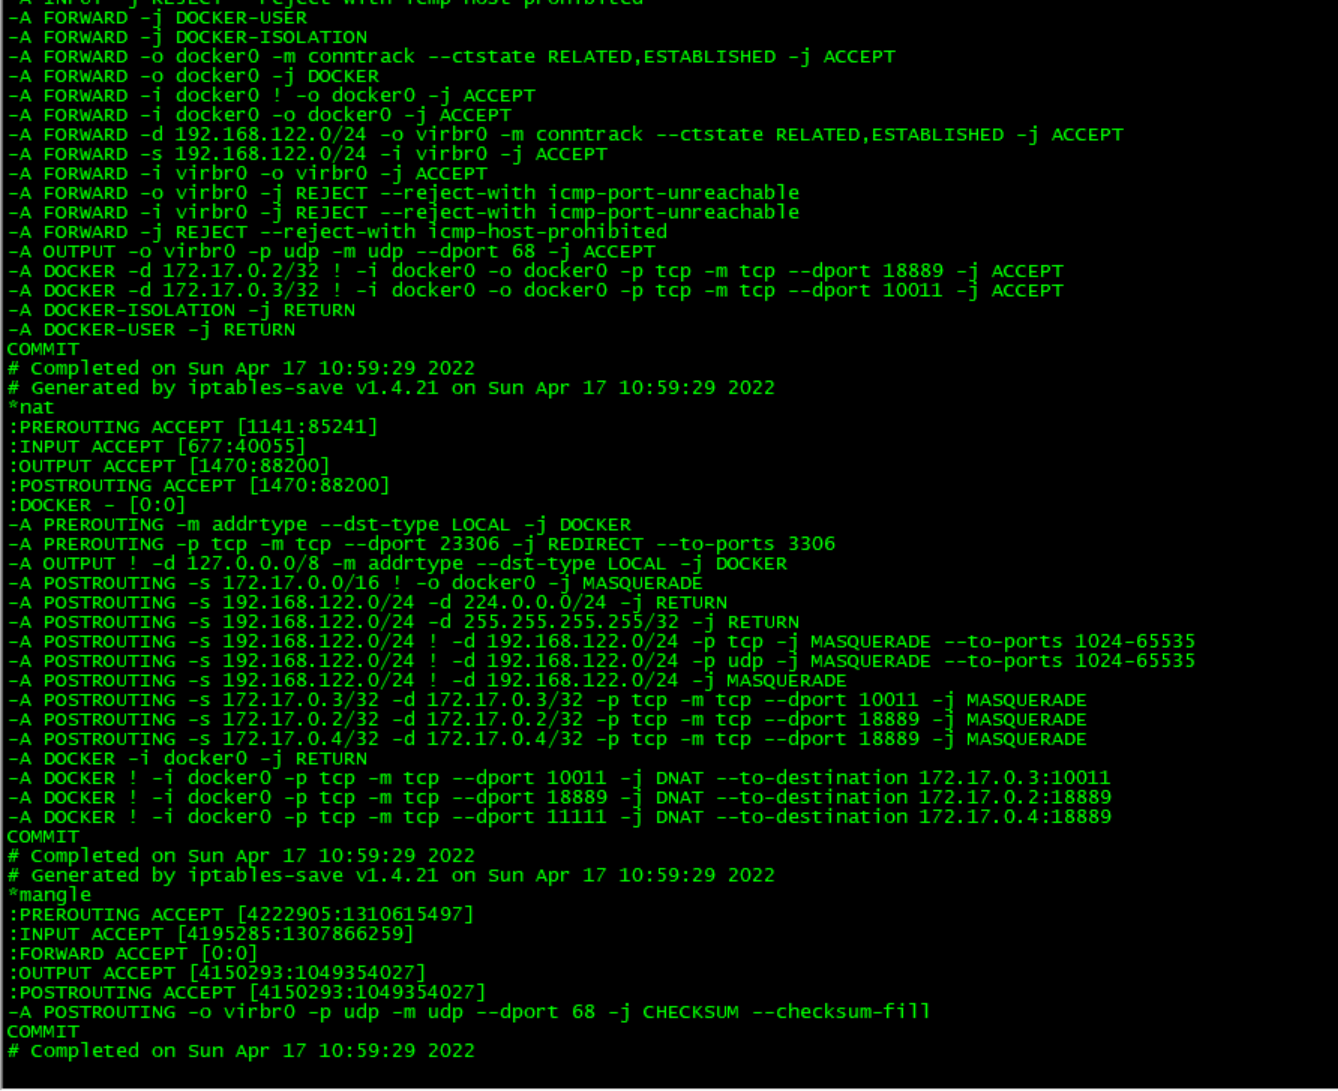 -A INPUT -j REJECT --reject-with icmp-host-prohibited
-A FORWARD -j DOCKER-USER
-A FORWARD -j DOCKER-ISOLATION
-A FORWARD -o docker0 -m conntrack --ctstate RELATED,ESTABLISHED -j ACCEPT
-A FORWARD -o docker0 -j DOCKER
-A FORWARD -i docker0 ! -o docker0 -j ACCEPT
-A FORWARD -i docker0 -o docker0 -j ACCEPT
-A FORWARD -d 192.168.122.0/24 -o virbr0 -m conntrack --ctstate RELATED,ESTABLISHED -j ACCEPT
-A FORWARD -s 192.168.122.0/24 -i virbr0 -j ACCEPT
-A FORWARD -i virbr0 -o virbr0 -j ACCEPT
-A FORWARD -o virbr0 -j REJECT --reject-with icmp-port-unreachable
-A FORWARD -i virbr0 -j REJECT --reject-with icmp-port-unreachable
-A FORWARD -j REJECT --reject-with icmp-host-prohibited
-A OUTPUT -o virbr0 -p udp -m udp --dport 68 -j ACCEPT
-A DOCKER -d 172.17.0.2/32 ! -i docker0 -o docker0 -p tcp -m tcp --dport 18889 -j ACCEPT
-A DOCKER -d 172.17.0.3/32 ! -i docker0 -o docker0 -p tcp -m tcp --dport 10011 -j ACCEPT
-A DOCKER-ISOLATION -j RETURN
-A DOCKER-USER -j RETURN
COMMIT
# Completed on Sun Apr 17 10:59:29 2022
# Generated by iptables-save v1.4.21 on Sun Apr 17 10:59:29 2022
*nat
:PREROUTING ACCEPT [1141:85241]
:INPUT ACCEPT [677:40055]
:OUTPUT ACCEPT [1470:88200]
:POSTROUTING ACCEPT [1470:88200]
:DOCKER - [0:0]
-A PREROUTING -m addrtype --dst-type LOCAL -j DOCKER
-A PREROUTING -p tcp -m tcp --dport 23306 -j REDIRECT --to-ports 3306
-A OUTPUT ! -d 127.0.0.0/8 -m addrtype --dst-type LOCAL -j DOCKER
-A POSTROUTING -s 172.17.0.0/16 ! -o docker0 -j MASQUERADE
-A POSTROUTING -s 192.168.122.0/24 -d 224.0.0.0/24 -j RETURN
-A POSTROUTING -s 192.168.122.0/24 -d 255.255.255.255/32 -j RETURN
-A POSTROUTING -s 192.168.122.0/24 ! -d 192.168.122.0/24 -p tcp -j MASQUERADE --to-ports 1024-65535
-A POSTROUTING -s 192.168.122.0/24 ! -d 192.168.122.0/24 -p udp -j MASQUERADE --to-ports 1024-65535
-A POSTROUTING -s 192.168.122.0/24 ! -d 192.168.122.0/24 -j MASQUERADE
-A POSTROUTING -s 172.17.0.3/32 -d 172.17.0.3/32 -p tcp -m tcp --dport 10011 -j MASQUERADE
-A POSTROUTING -s 172.17.0.2/32 -d 172.17.0.2/32 -p tcp -m tcp --dport 18889 -j MASQUERADE
-A POSTROUTING -s 172.17.0.4/32 -d 172.17.0.4/32 -p tcp -m tcp --dport 18889 -j MASQUERADE
-A DOCKER -i docker0 -j RETURN
-A DOCKER ! -i docker0 -p tcp -m tcp --dport 10011 -j DNAT --to-destination 172.17.0.3:10011
-A DOCKER ! -i docker0 -p tcp -m tcp --dport 18889 -j DNAT --to-destination 172.17.0.2:18889
-A DOCKER ! -i docker0 -p tcp -m tcp --dport 11111 -j DNAT --to-destination 172.17.0.4:18889
COMMIT
# Completed on Sun Apr 17 10:59:29 2022
# Generated by iptables-save v1.4.21 on Sun Apr 17 10:59:29 2022
*mangle
:PREROUTING ACCEPT [4222905:1310615497]
:INPUT ACCEPT [4195285:1307866259]
:FORWARD ACCEPT [0:0]
:OUTPUT ACCEPT [4150293:1049354027]
:POSTROUTING ACCEPT [4150293:1049354027]
-A POSTROUTING -o virbr0 -p udp -m udp --dport 68 -j CHECKSUM --checksum-fill
COMMIT
# Completed on Sun Apr 17 10:59:29 2022